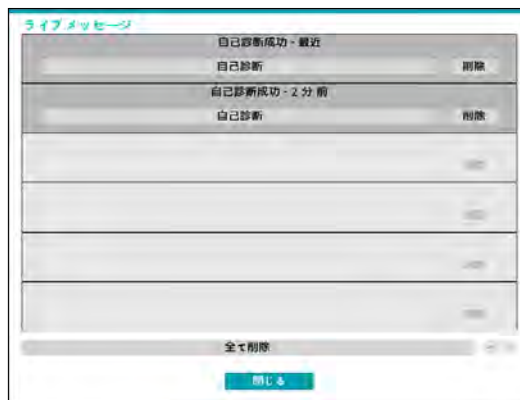 ライブメッセージ
自己診断成功 - 最近
自己診断 削除
自己診断成功 - 2 分 前
自己診断 削除
全て削除
閉じる